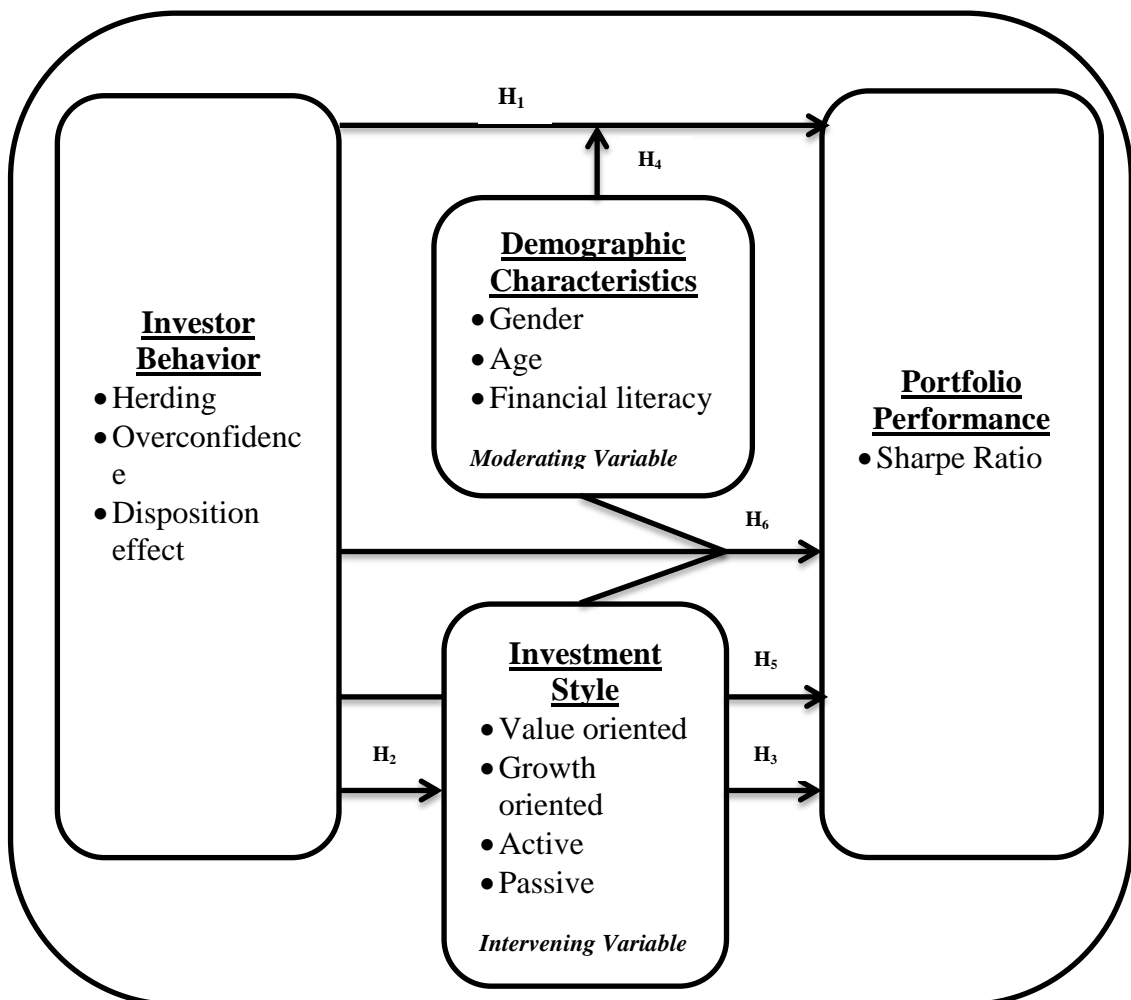 H1
H4
Demographic
Characteristics
• Gender
• Age
• Financial literacy
Moderating Variable
Investor
Behavior
• Herding
• Overconfidenc
e
• Disposition
effect
Portfolio
Performance
• Sharpe Ratio
H6
Investment
Style
• Value oriented
• Growth
oriented
• Active
• Passive
Intervening Variable
H5
H2
H3